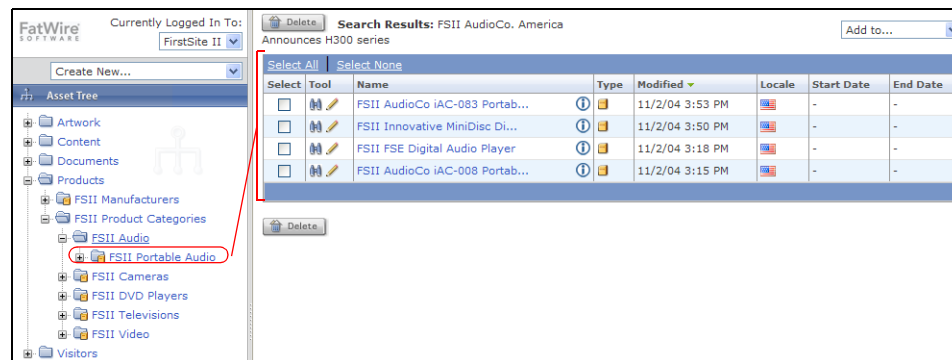 FatWire
SOFTWARE
Currently Logged In To:
FirstSite II
Create New...
Asset Tree
Artwork
Content
Documents
Products
FSII Manufacturers
FSII Product Categories
FSII Audio
FSII Portable Audio
FSII Cameras
FSII DVD Players
FSII Televisions
FSII Video
Visitors
Delete Search Results: FSII AudioCo. America
Announces H300 series
Add to...
Select All Select None
Select Tool Name Type Modified Locale Start Date End Date
FSII AudioCo iAC-083 Portab... 11/2/04 3:53 PM - -
FSII Innovative MiniDisc Di... 11/2/04 3:50 PM - -
FSII FSE Digital Audio Player 11/2/04 3:18 PM - -
FSII AudioCo iAC-008 Portab... 11/2/04 3:15 PM - -
Delete